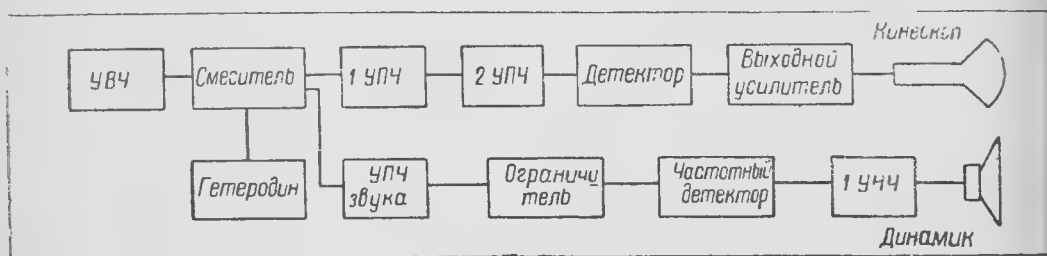 Кинескоп
УВЧ
Смеситель
1 УПЧ
2 УПЧ
Детектор
Выходной
усилитель
Гетеродин
УПЧ
звука
Ограничи
тель
Частотный
детектор
1 УНЧ
Динамик